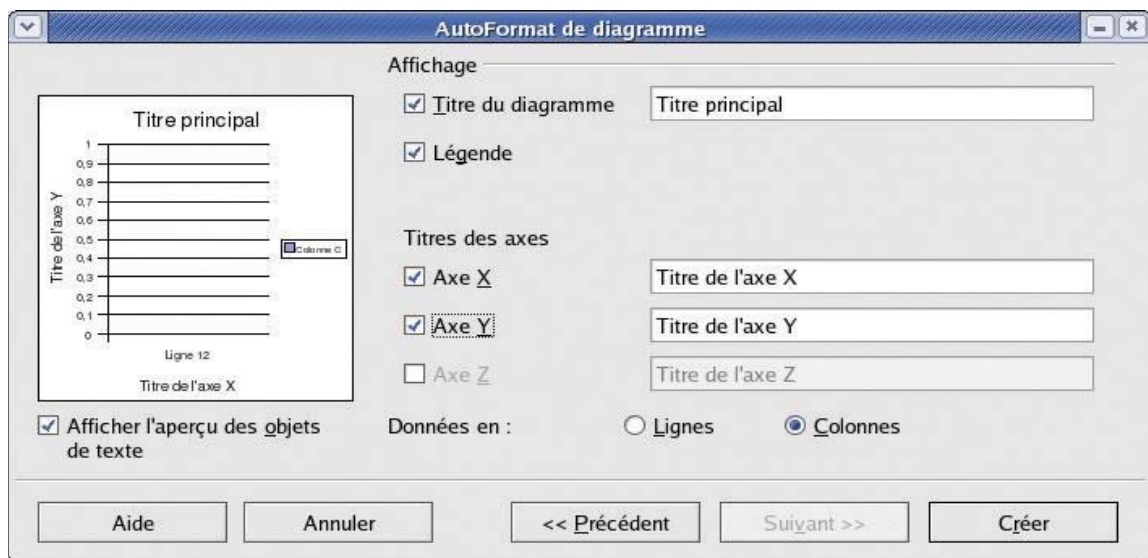 AutoFormat de diagramme
Affichage
Titre du diagramme
Titre principal
Légende
Titres des axes
Axe X
Titre de l'axe X
Axe Y
Titre de l'axe Y
Axe Z
Titre de l'axe Z
Données en :
Lignes
Colonnes
Titre principal
Titre de l'axe Y
1
0,9
0,8
0,7
0,6
0,5
0,4
0,3
0,2
0,1
0
Colonne C
Ligne 12
Titre de l'axe X
Afficher l'aperçu des objets
de texte
Aide
Annuler
<< Précédent
Suivant >>
Créer